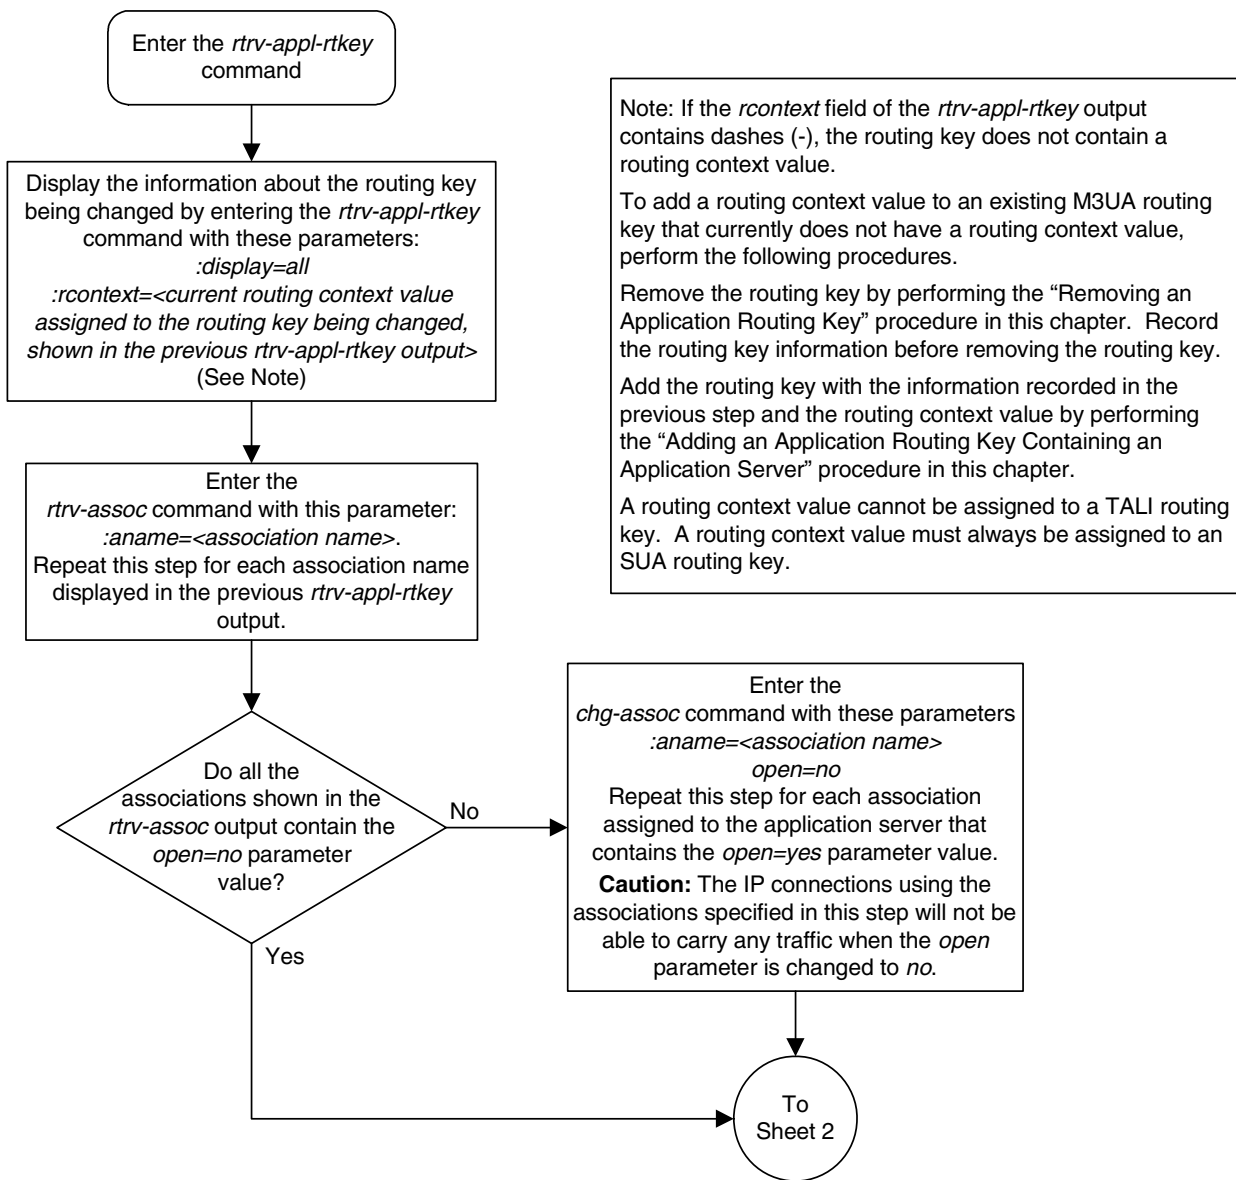 Enter the rtrv-appl-rtkey
command
Display the information about the routing key
being changed by entering the rtrv-appl-rtkey
command with these parameters:
:display=all
:rcontext=<current routing context value
assigned to the routing key being changed,
shown in the previous rtrv-appl-rtkey output>
(See Note)
Enter the
rtrv-assoc command with this parameter:
:aname=<association name>.
Repeat this step for each association name
displayed in the previous rtrv-appl-rtkey
output.
Do all the
associations shown in the
rtrv-assoc output contain the
open=no parameter
value?
No
Yes
Enter the
chg-assoc command with these parameters
:aname=<association name>
open=no
Repeat this step for each association
assigned to the application server that
contains the open=yes parameter value.
Caution: The IP connections using the
associations specified in this step will not be
able to carry any traffic when the open
parameter is changed to no.
To
Sheet 2
Note: If the rcontext field of the rtrv-appl-rtkey output
contains dashes (-), the routing key does not contain a
routing context value.
To add a routing context value to an existing M3UA routing
key that currently does not have a routing context value,
perform the following procedures.
Remove the routing key by performing the “Removing an
Application Routing Key” procedure in this chapter. Record
the routing key information before removing the routing key.
Add the routing key with the information recorded in the
previous step and the routing context value by performing
the “Adding an Application Routing Key Containing an
Application Server” procedure in this chapter.
A routing context value cannot be assigned to a TALI routing
key. A routing context value must always be assigned to an
SUA routing key.